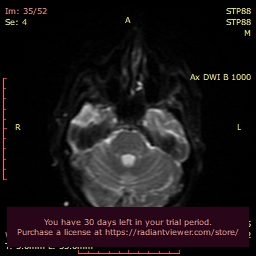 Im: 35/52
Se: 4
A
STP88
STP88
M
Ax DWI B 1000
R
L
You have 30 days left in your trial period.
Purchase a license at https://radiantviewer.com/store/